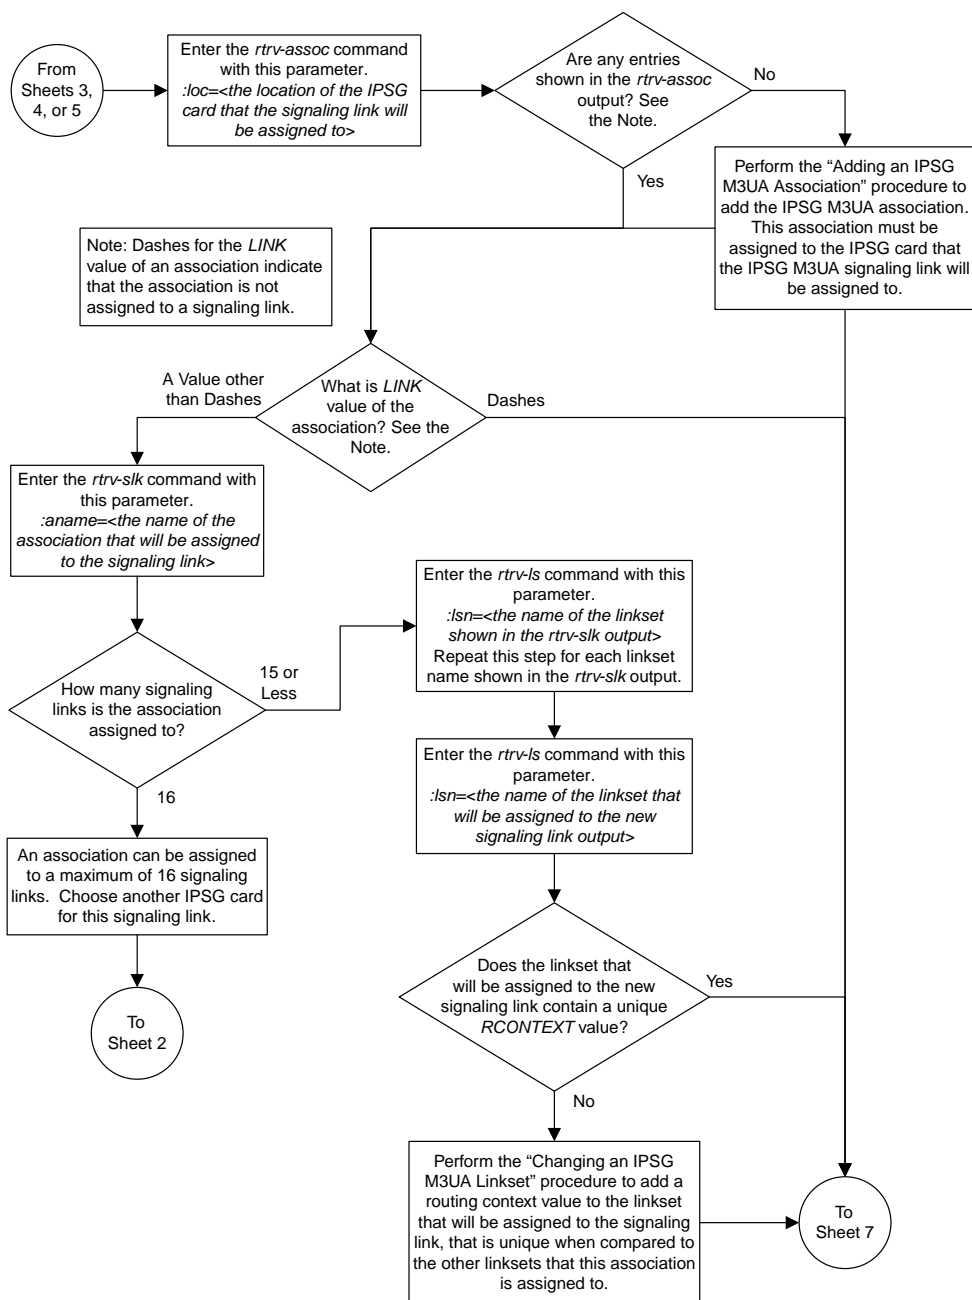 From
Sheets 3,
4, or 5
Enter the rtrv-assoc command
with this parameter.
:loc=<the location of the IPSG
card that the signaling link will
be assigned to>
Are any entries
shown in the rtrv-assoc
output? See
the Note.
No
Yes
Perform the “Adding an IPSG
M3UA Association” procedure to
add the IPSG M3UA association.
This association must be
assigned to the IPSG card that
the IPSG M3UA signaling link will
be assigned to.
Note: Dashes for the LINK
value of an association indicate
that the association is not
assigned to a signaling link.
What is LINK
value of the
association? See the
Note.
A Value other
than Dashes
Dashes
Enter the rtrv-slk command with
this parameter.
:aname=<the name of the
association that will be assigned
to the signaling link>
How many signaling
links is the association
assigned to?
15 or
Less
16
An association can be assigned
to a maximum of 16 signaling
links.  Choose another IPSG card
for this signaling link.
To
Sheet 2
Enter the rtrv-ls command with this
parameter.
:lsn=<the name of the linkset
shown in the rtrv-slk output>
Repeat this step for each linkset
name shown in the rtrv-slk output.
Enter the rtrv-ls command with this
parameter.
:lsn=<the name of the linkset that
will be assigned to the new
signaling link output>
Does the linkset that
will be assigned to the new
signaling link contain a unique
RCONTEXT value?
Yes
No
Perform the “Changing an IPSG
M3UA Linkset” procedure to add a
routing context value to the linkset
that will be assigned to the signaling
link, that is unique when compared to
the other linksets that this association
is assigned to.
To
Sheet 7